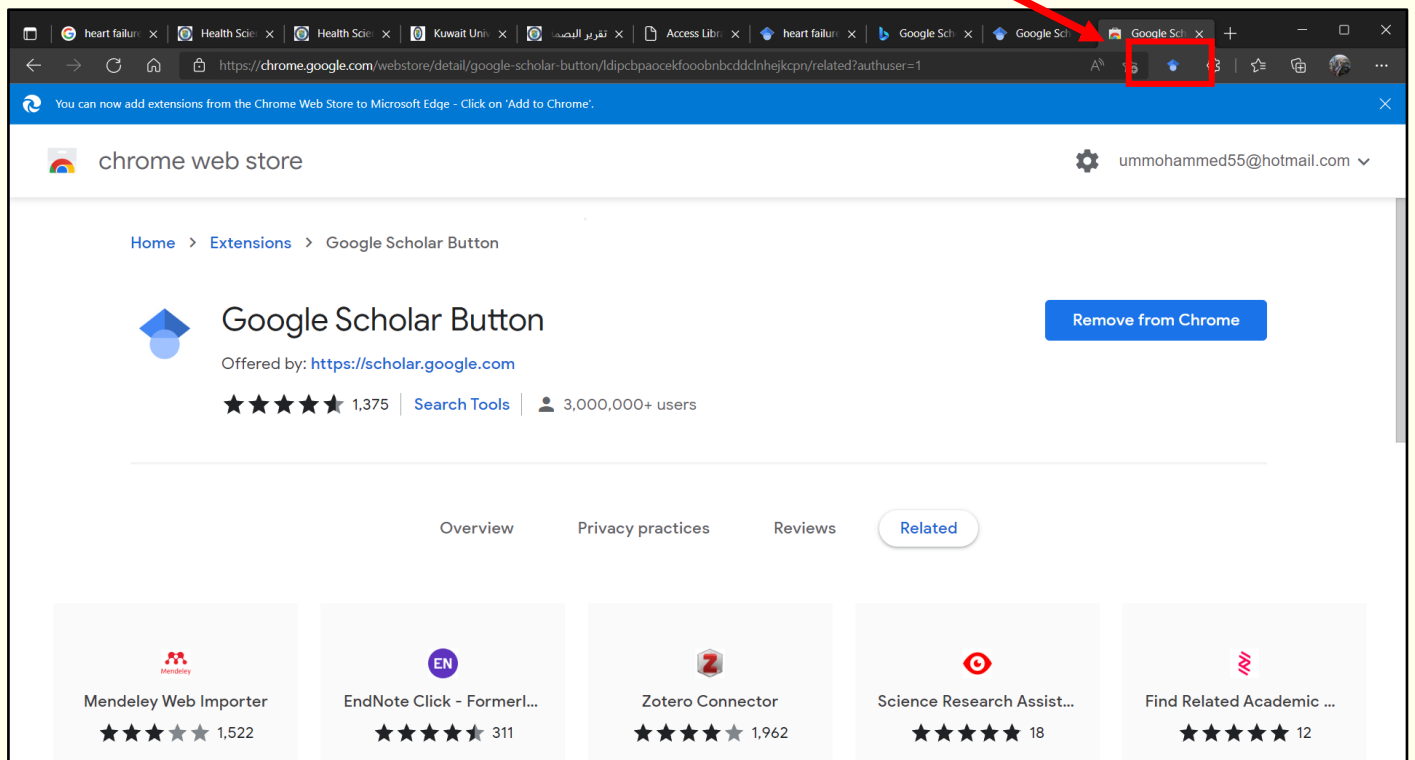 heart failure
Health Scie
Health Scie
Kuwait Univ
تقرير البصمة
Access Libra
heart failure
Google Sch
Google Sch
Google Sch
https://chrome.google.com/webstore/detail/google-scholar-button/ldipcbpaocekfooobnbcddclnhejkcpn/related?authuser=1
You can now add extensions from the Chrome Web Store to Microsoft Edge - Click on 'Add to Chrome'.
chrome web store
ummohammed55@hotmail.com
Home > Extensions > Google Scholar Button
Google Scholar Button
Remove from Chrome
Offered by: https://scholar.google.com
1,375 Search Tools 3,000,000+ users
Overview Privacy practices Reviews Related
Mendeley
EN
Z
Mendeley Web Importer
EndNote Click - Formerl...
Zotero Connector
Science Research Assist...
Find Related Academic ...
1,522
311
1,962
18
12